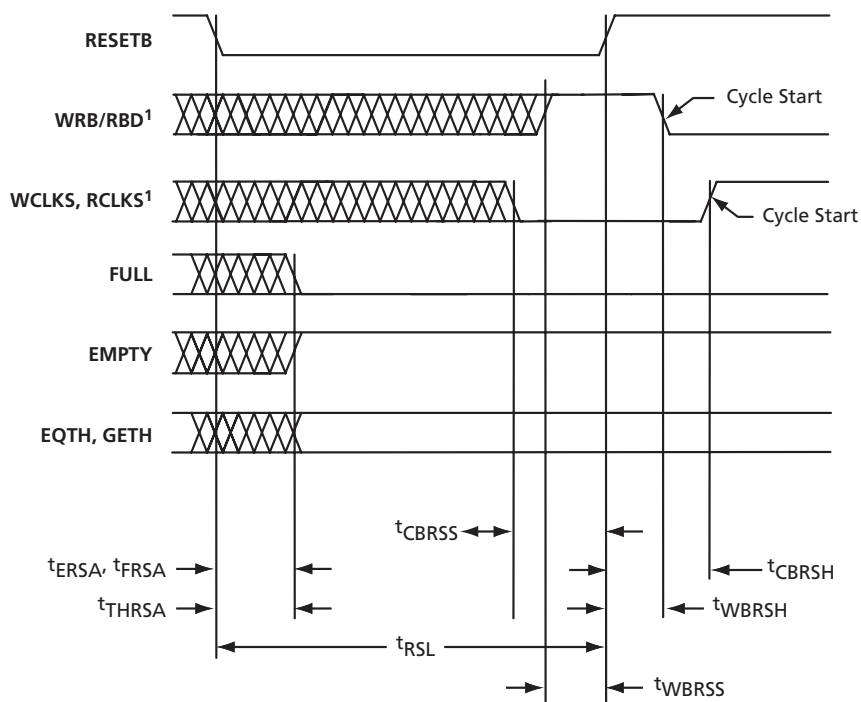 RESETB
WRB/RBD1
Cycle Start
WCLKS, RCLKS1
Cycle Start
FULL
EMPTY
EQTH, GETH
tCBRSS
tERSA, tFRSA
tCBRSH
tTHRSA
tWBRSH
tRSL
tWBRSS